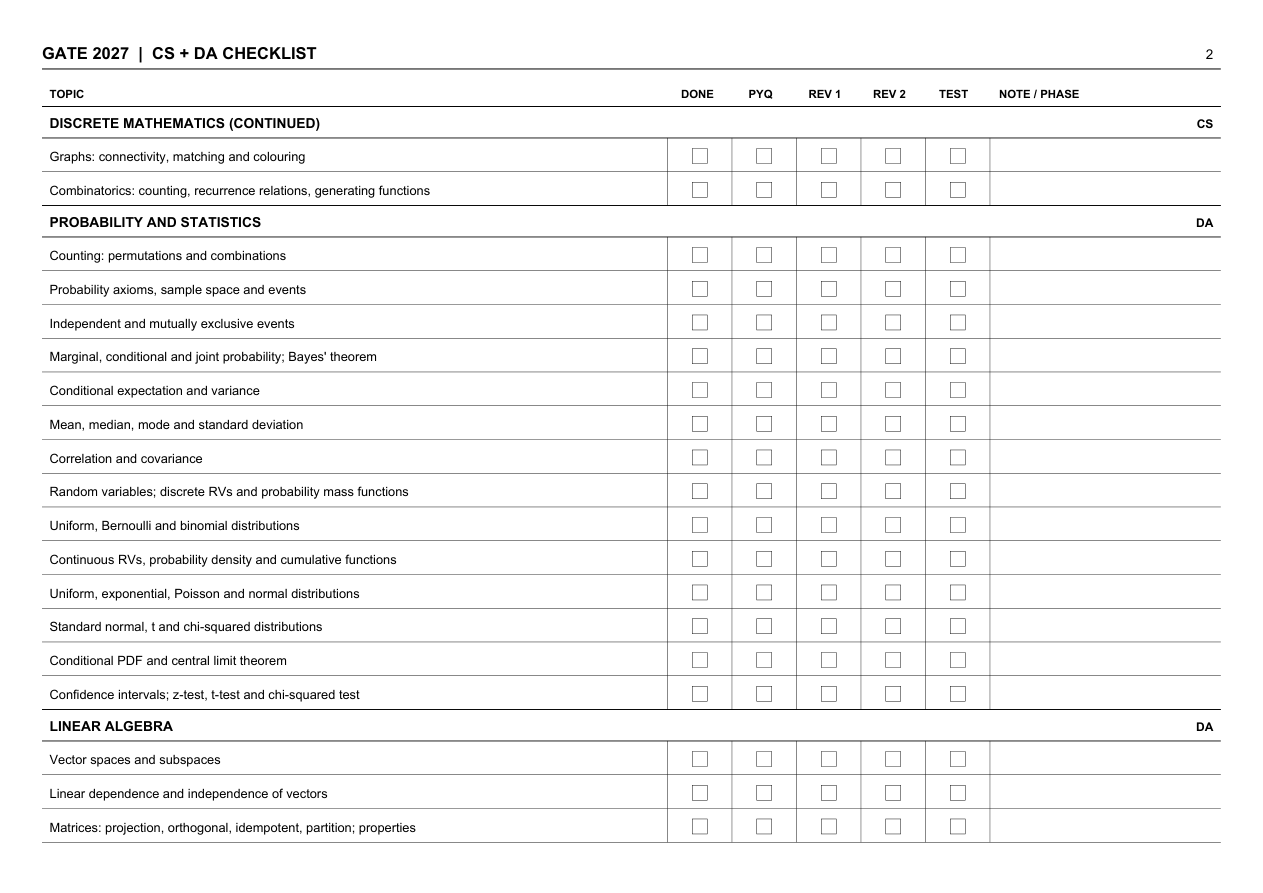 GATE 2027 | CS + DA CHECKLIST 2
TOPIC DONE PYQ REV 1 REV 2 TEST NOTE / PHASE
DISCRETE MATHEMATICS (CONTINUED) CS
Graphs: connectivity, matching and colouring
Combinatorics: counting, recurrence relations, generating functions
PROBABILITY AND STATISTICS DA
Counting: permutations and combinations
Probability axioms, sample space and events
Independent and mutually exclusive events
Marginal, conditional and joint probability; Bayes' theorem
Conditional expectation and variance
Mean, median, mode and standard deviation
Correlation and covariance
Random variables; discrete RVs and probability mass functions
Uniform, Bernoulli and binomial distributions
Continuous RVs, probability density and cumulative functions
Uniform, exponential, Poisson and normal distributions
Standard normal, t and chi-squared distributions
Conditional PDF and central limit theorem
Confidence intervals; z-test, t-test and chi-squared test
LINEAR ALGEBRA DA
Vector spaces and subspaces
Linear dependence and independence of vectors
Matrices: projection, orthogonal, idempotent, partition; properties